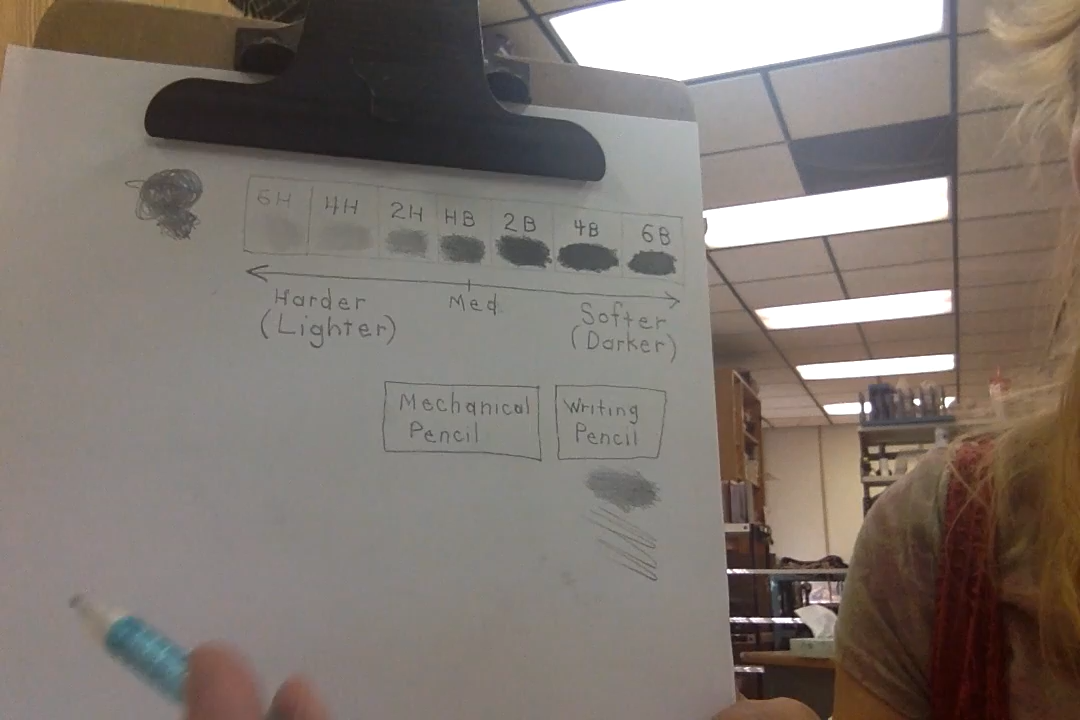 6H 4H 2H HB 2B 4B 6B
Harder Med Softer
(Lighter) (Darker)
Mechanical Writing
Pencil Pencil